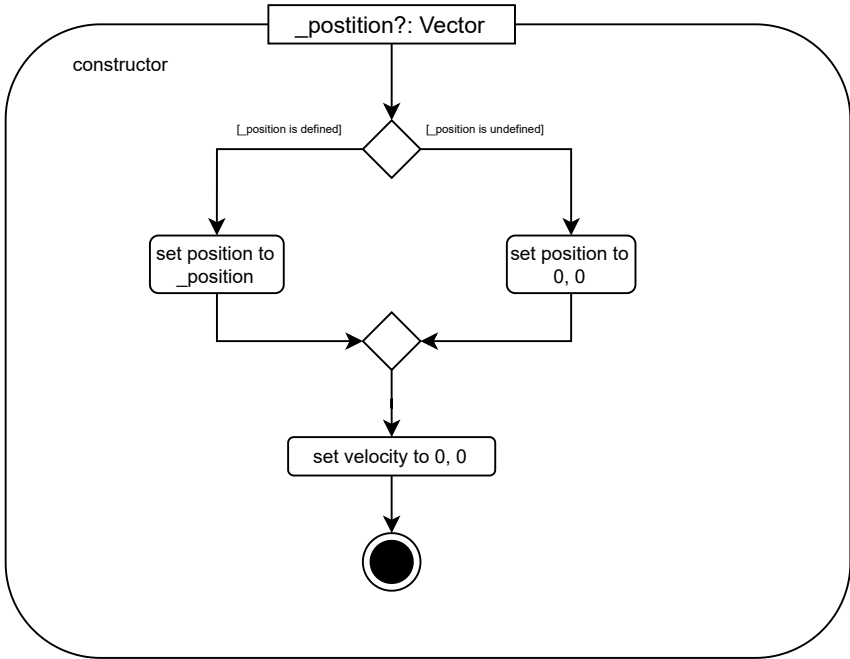 _postition?: Vector
constructor
[_position is defined]
[_position is undefined]
set position to
_position
set position to
0, 0
set velocity to 0, 0